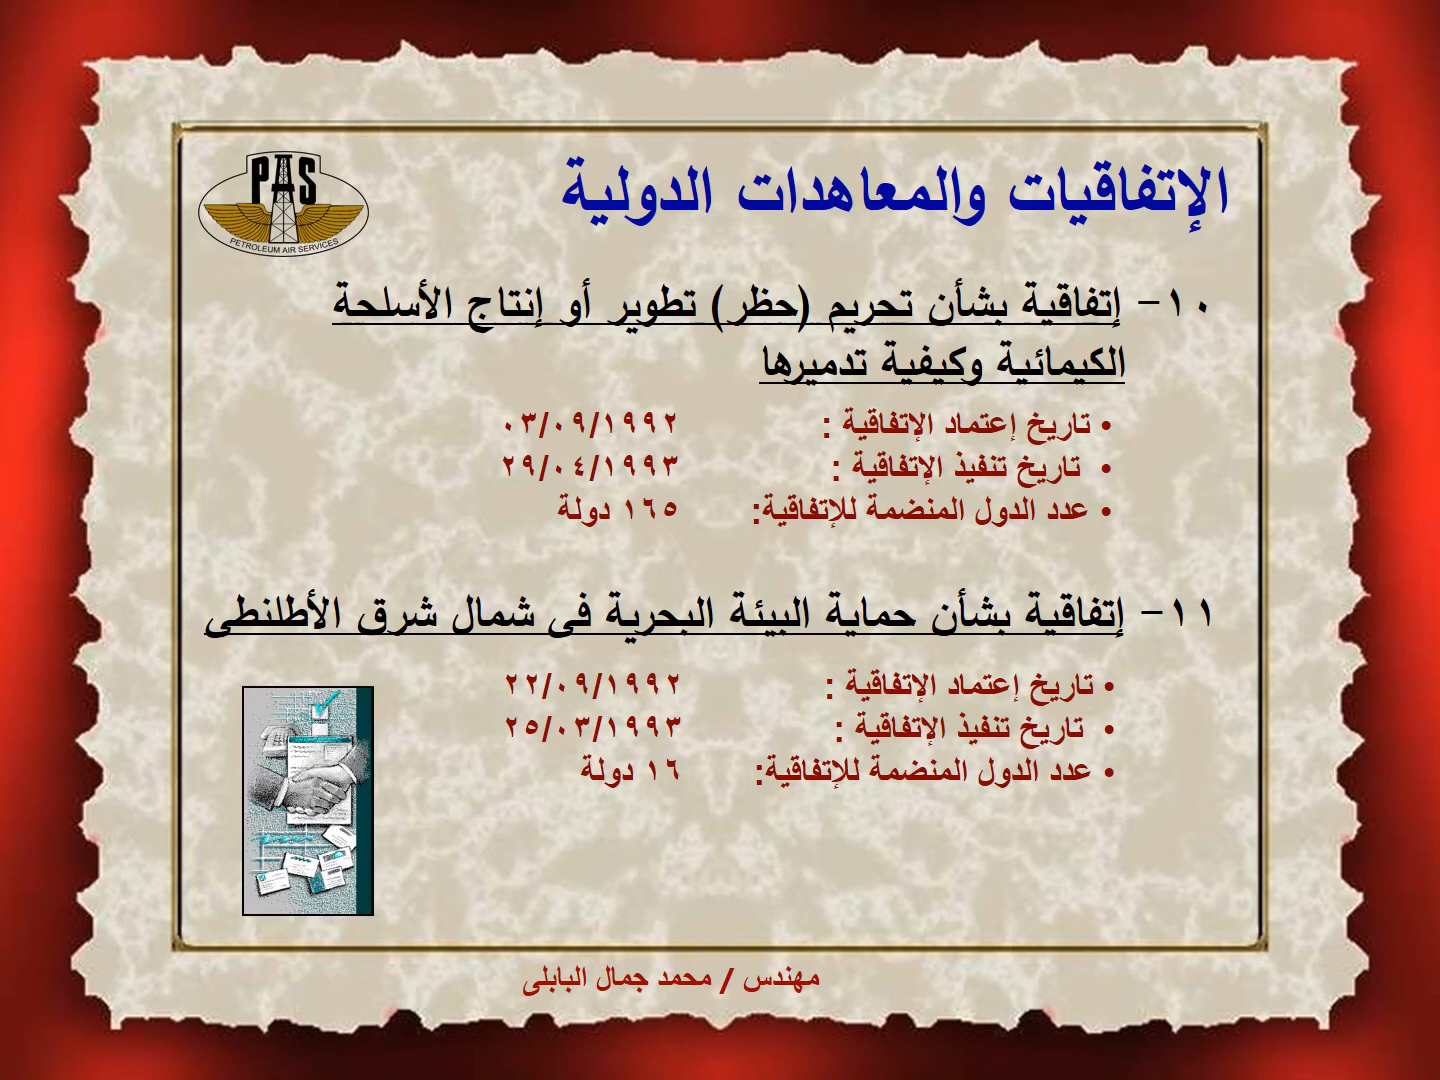 PAS
PETROLEUM AIR SERVICES
الإتفاقيات والمعاهدات الدولية
١٠- إتفاقية بشأن تحريم (حظر) تطوير أو إنتاج الأسلحة
الكيمائية وكيفية تدميرها
• تاريخ إعتماد الإتفاقية : ٠٣/٠٩/١٩٩٢
• تاريخ تنفيذ الإتفاقية : ٢٩/٠٤/١٩٩٣
• عدد الدول المنضمة للإتفاقية: ١٦٥ دولة
١١- إتفاقية بشأن حماية البيئة البحرية فى شمال شرق الأطلنطى
• تاريخ إعتماد الإتفاقية : ٢٢/٠٩/١٩٩٢
• تاريخ تنفيذ الإتفاقية : ٢٥/٠٣/١٩٩٣
• عدد الدول المنضمة للإتفاقية: ١٦ دولة
مهندس / محمد جمال البابلى